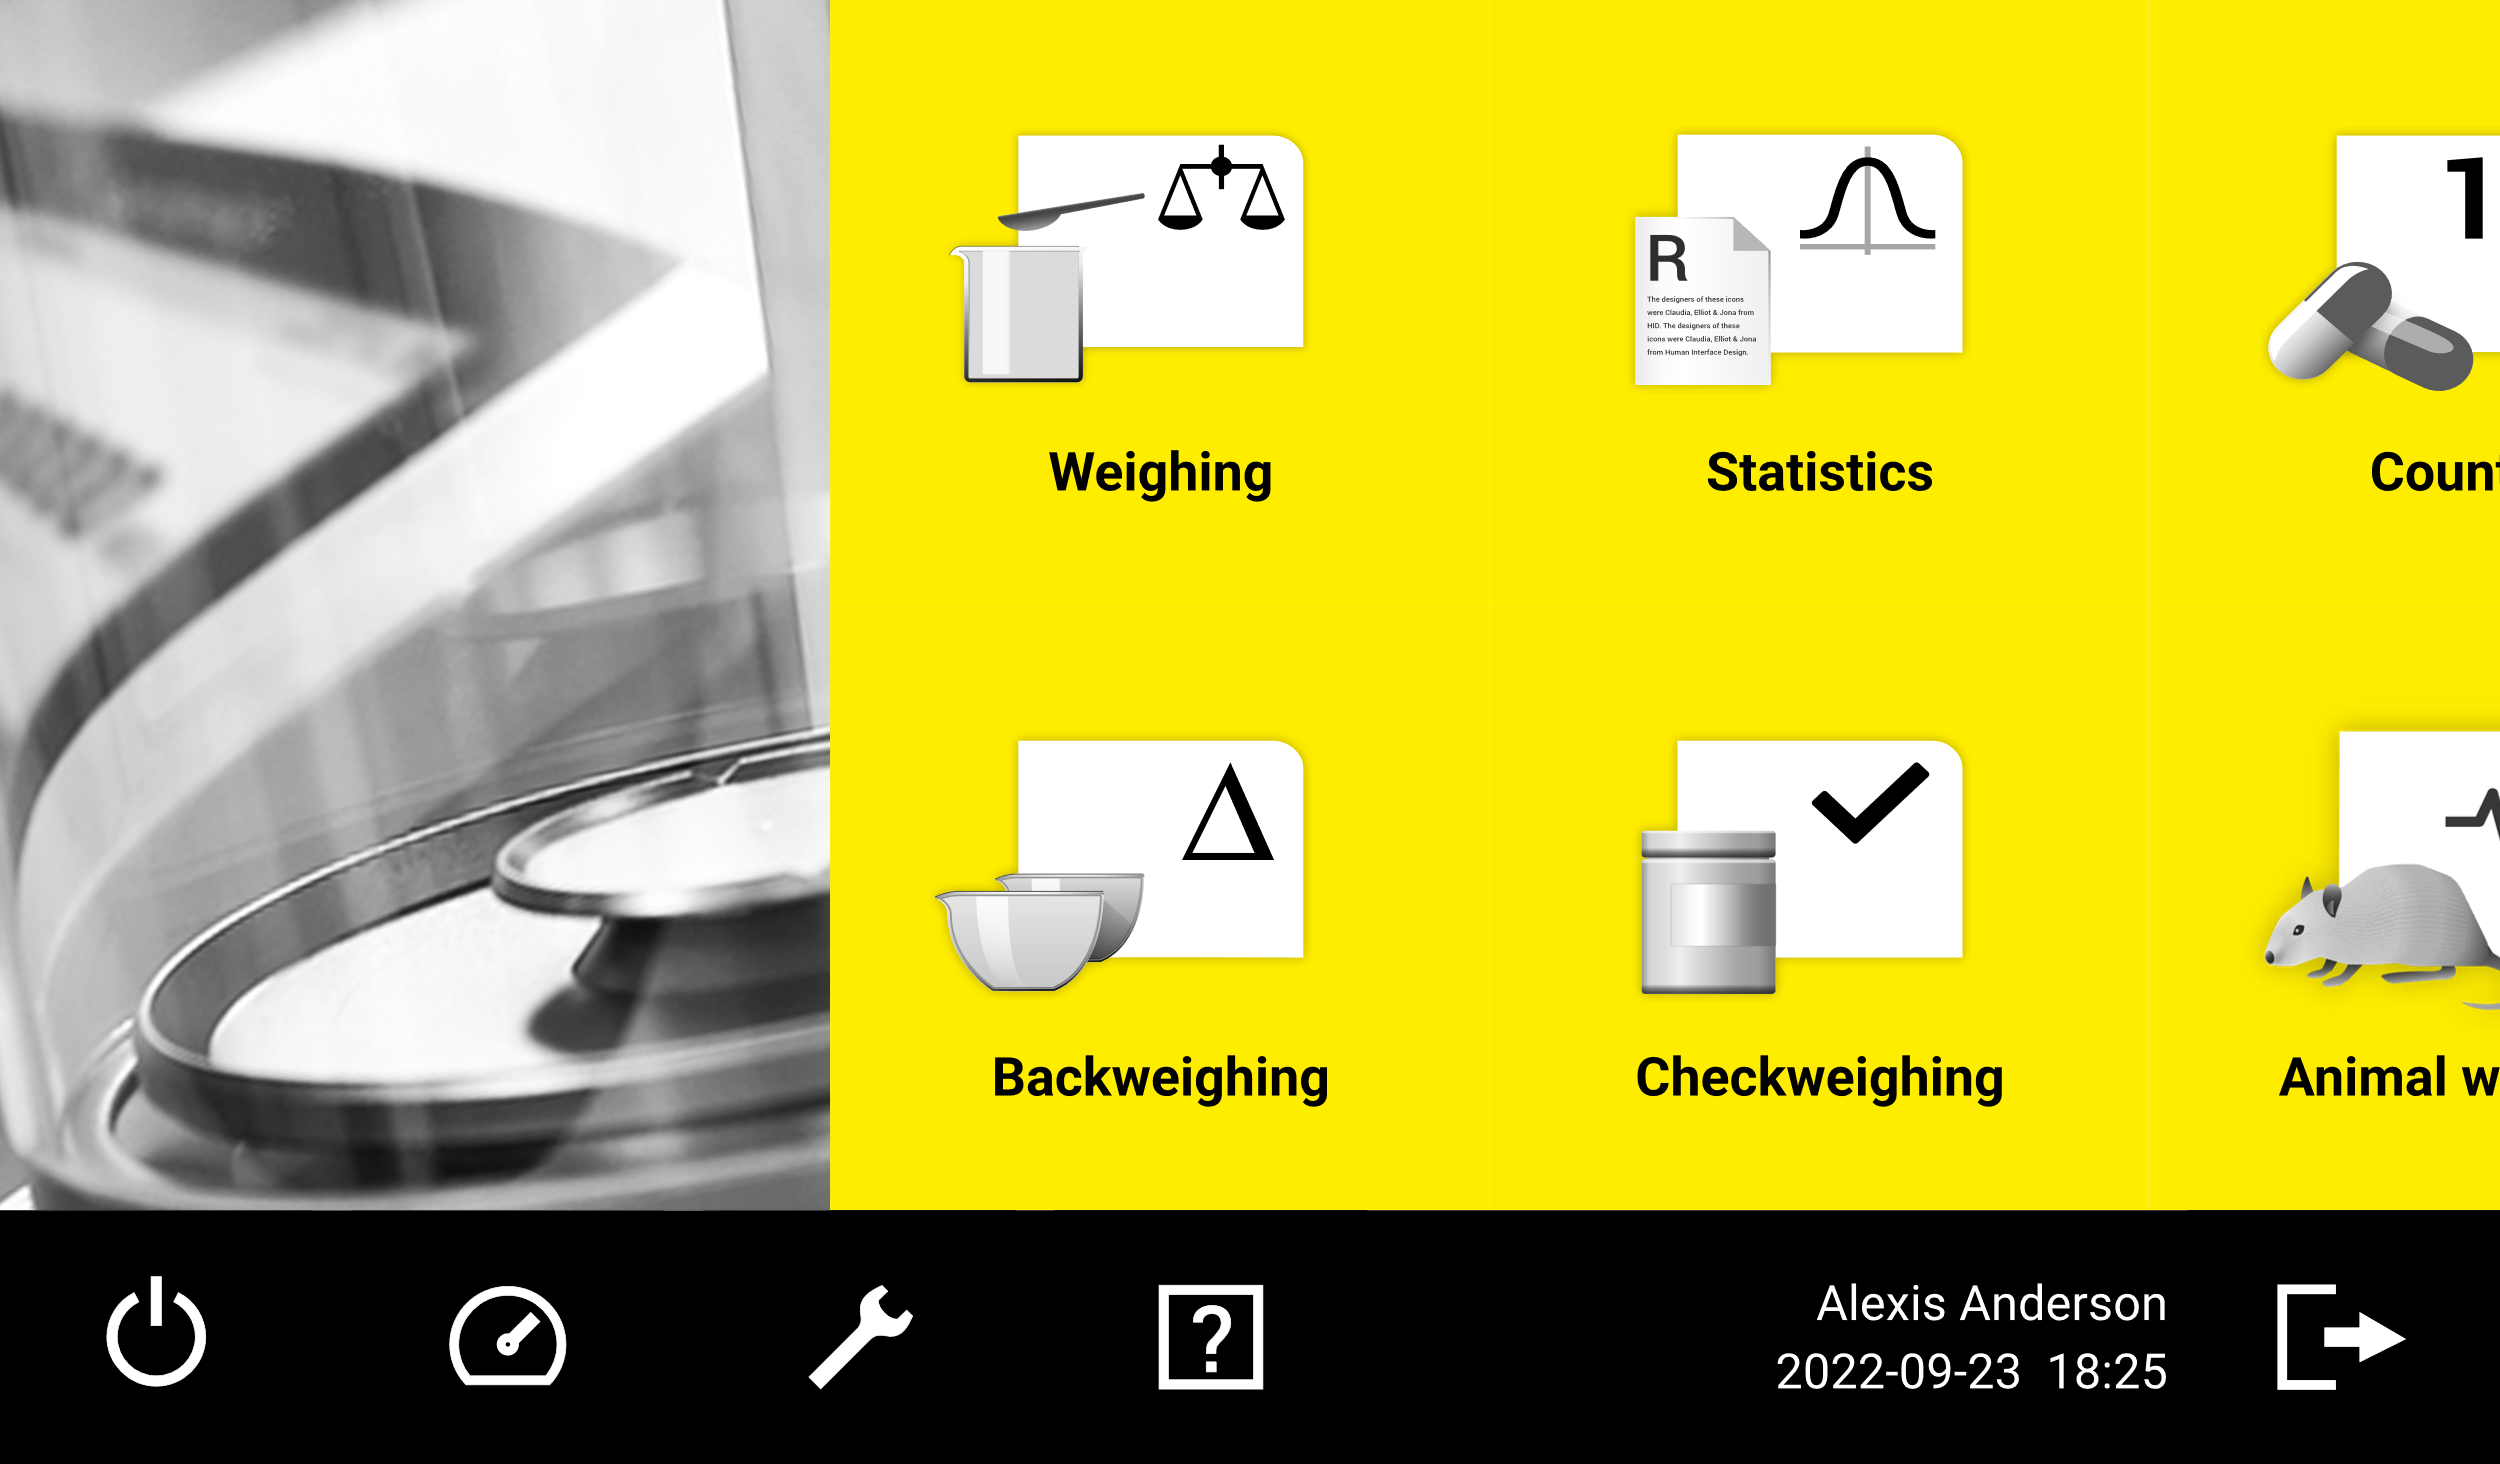 Weighing
R
The designers of these icons
were Claudia, Elliot & Jona from
HID. The designers of these
icons were Claudia, Elliot & Jona
from Human Interface Design.
Statistics
1
Count
Δ
Backweighing
Checkweighing
Animal w
?
Alexis Anderson
2022-09-23 18:25